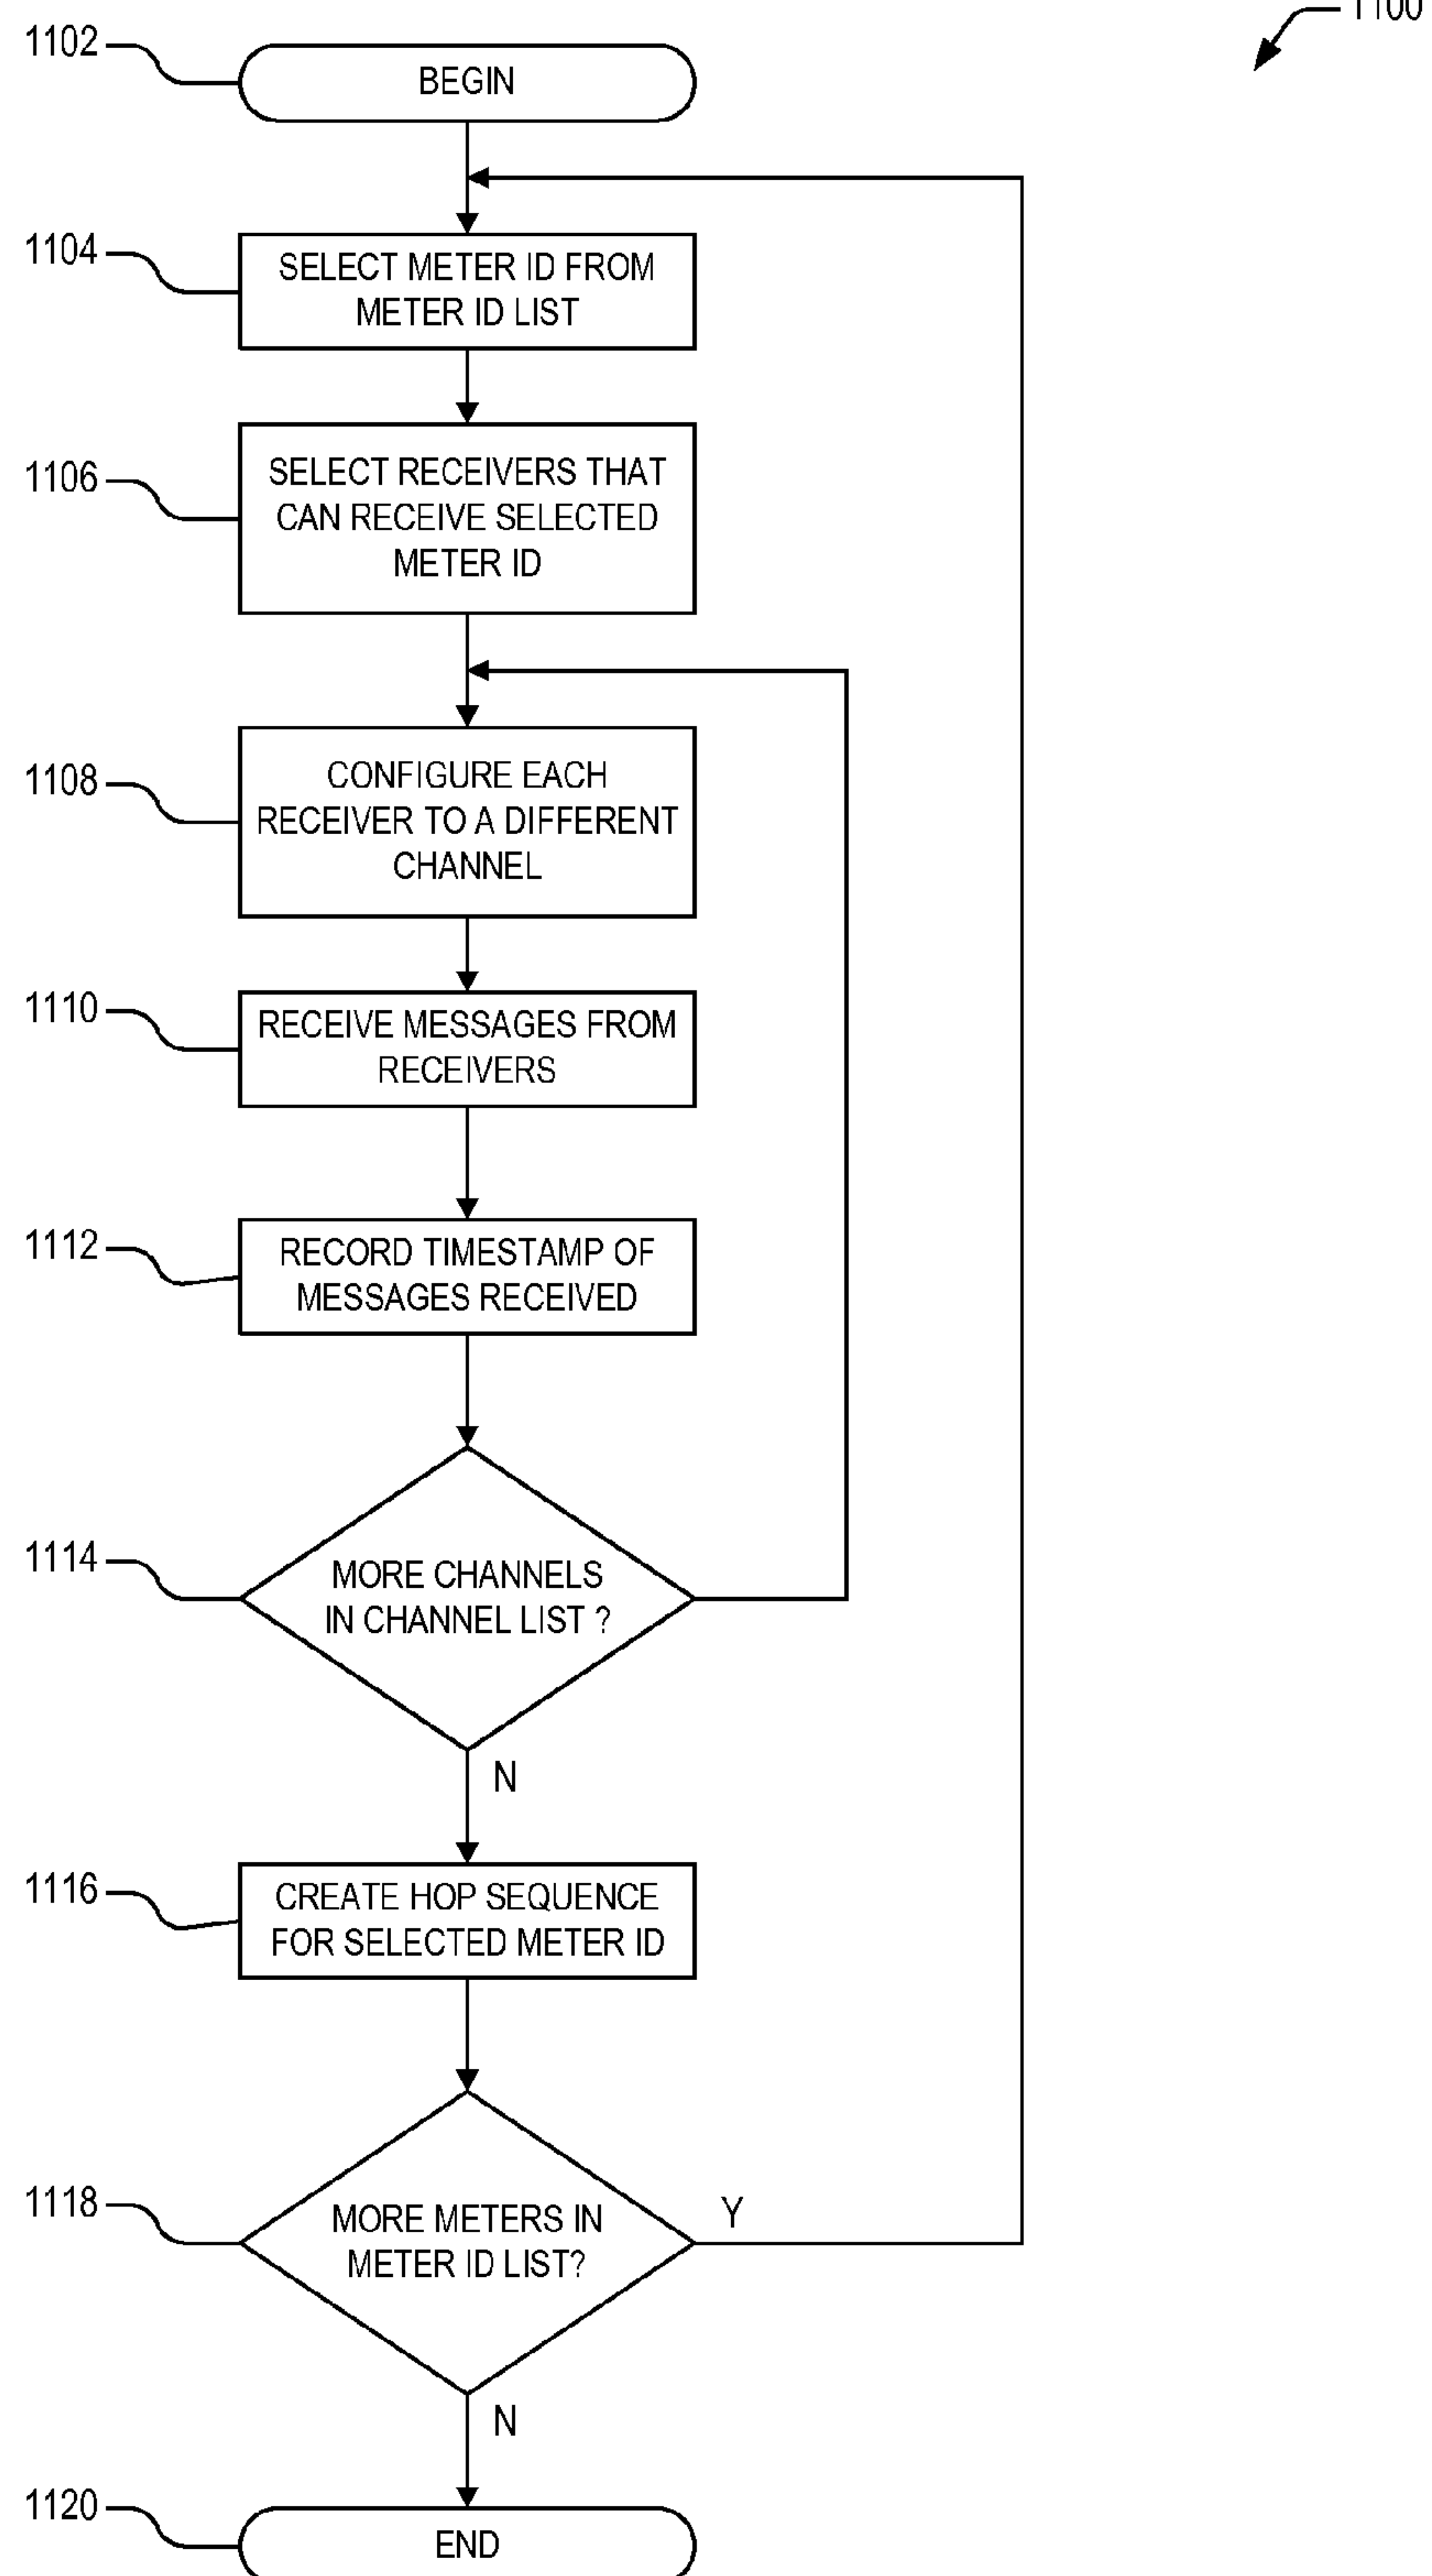 1100
1102
BEGIN
1104
SELECT METER ID FROM
METER ID LIST
1106
SELECT RECEIVERS THAT
CAN RECEIVE SELECTED
METER ID
1108
CONFIGURE EACH
RECEIVER TO A DIFFERENT
CHANNEL
1110
RECEIVE MESSAGES FROM
RECEIVERS
1112
RECORD TIMESTAMP OF
MESSAGES RECEIVED
1114
MORE CHANNELS
IN CHANNEL LIST ?
N
1116
CREATE HOP SEQUENCE
FOR SELECTED METER ID
1118
MORE METERS IN
METER ID LIST?
Y
N
1120
END